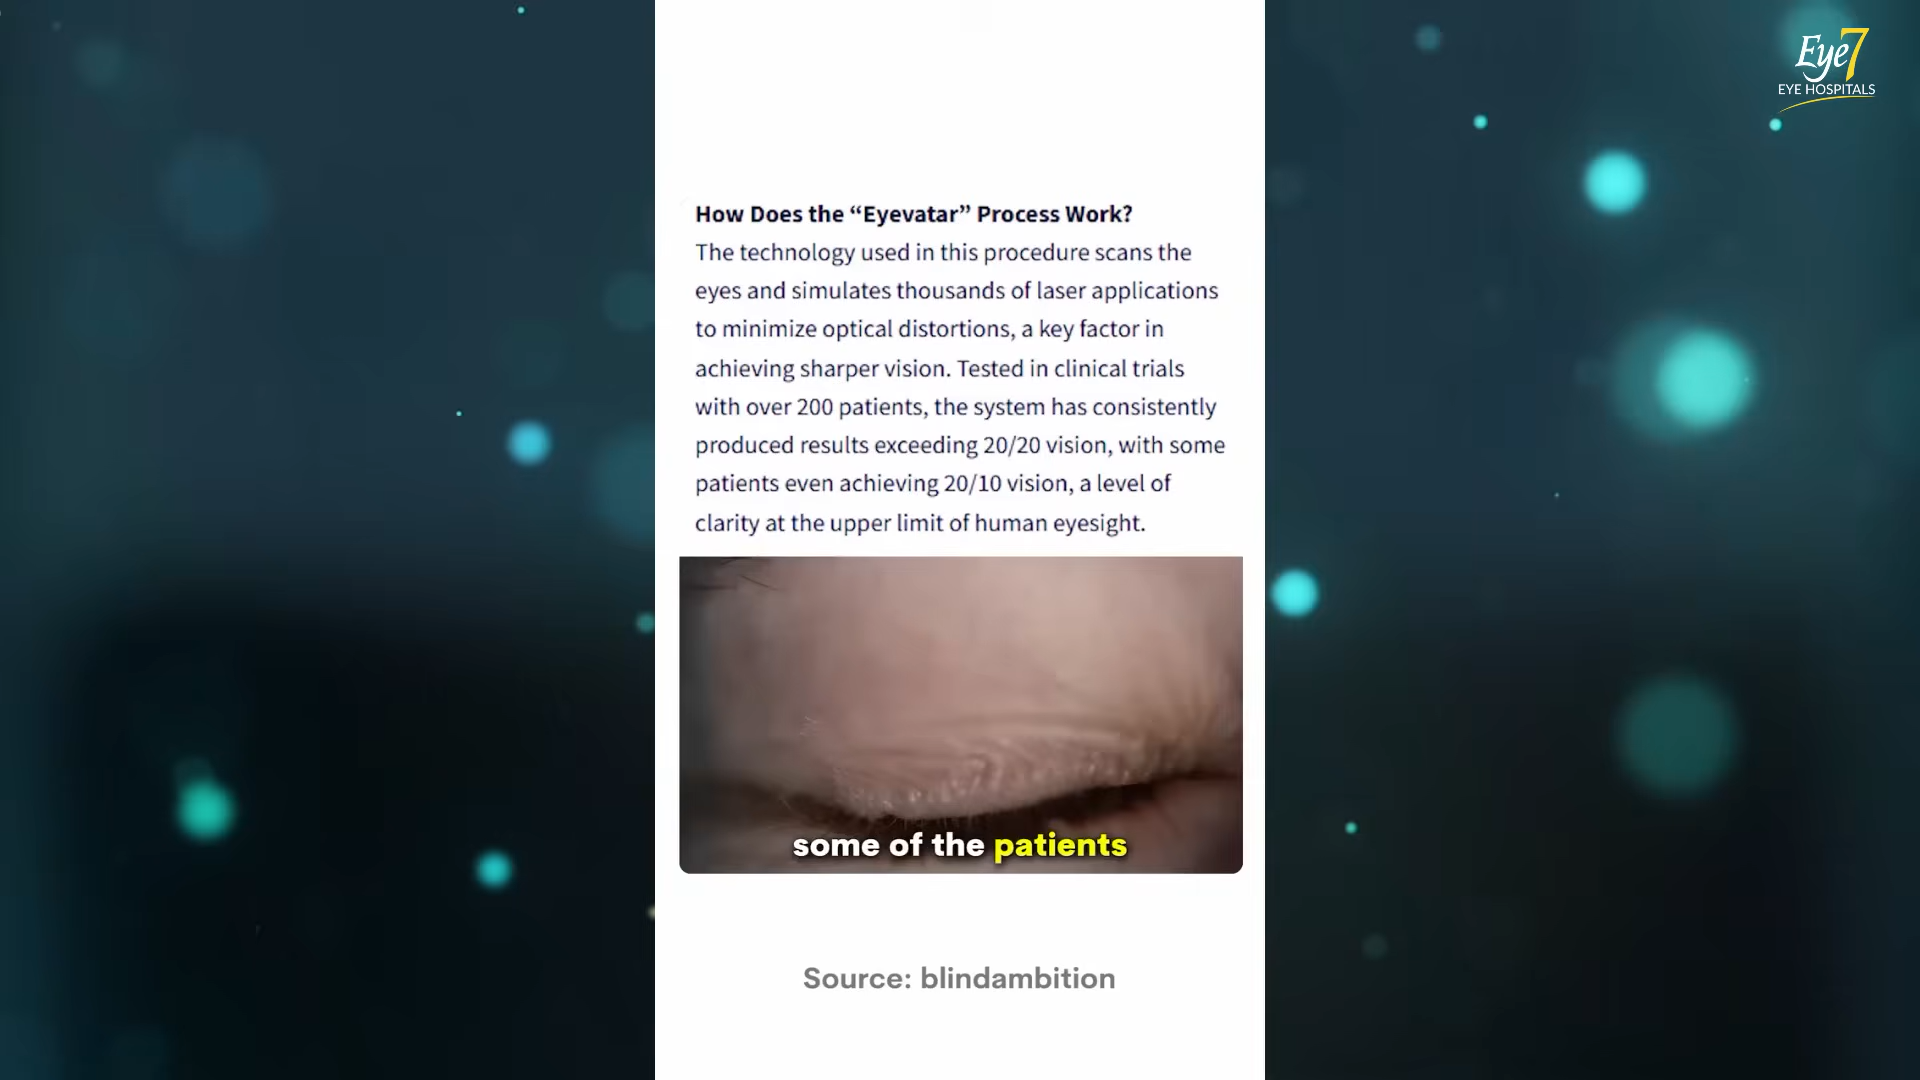 Eye7
EYE HOSPITALS
How Does the “Eyevatar” Process Work?
The technology used in this procedure scans the
eyes and simulates thousands of laser applications
to minimize optical distortions, a key factor in
achieving sharper vision. Tested in clinical trials
with over 200 patients, the system has consistently
produced results exceeding 20/20 vision, with some
patients even achieving 20/10 vision, a level of
clarity at the upper limit of human eyesight.
some of the patients
Source: blindambition